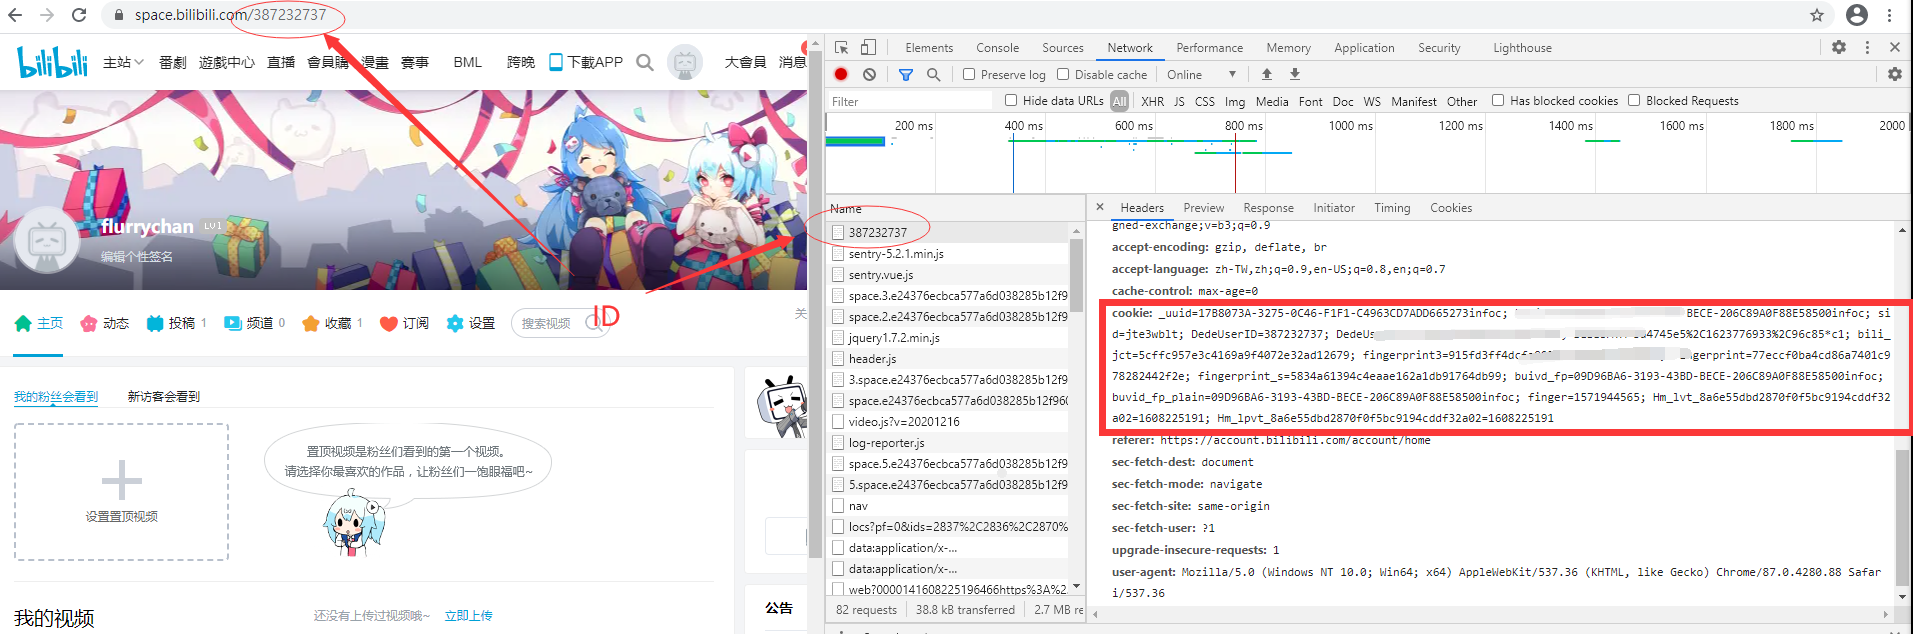 space.bilibili.com/387232737
bilibili 主站 番劇 遊戲中心 直播 會員購 漫畫 賽事 BML 跨晚 下載APP 大會員 消息
flurrychan LV1
编辑个性签名
主页 动态 投稿 1 频道 0 收藏 1 订阅 设置 搜索视频 关
ID
我的粉丝会看到 新访客会看到
置顶视频是粉丝们看到的第一个视频。
请选择你最喜欢的作品，让粉丝们一饱眼福吧~
设置置顶视频
我的视频 还没有上传过视频哦~ 立即上传
公告
Elements Console Sources Network Performance Memory Application Security Lighthouse
Preserve log Disable cache Online
Filter Hide data URLs All XHR JS CSS Img Media Font Doc WS Manifest Other Has blocked cookies Blocked Requests
200 ms 400 ms 600 ms 800 ms 1000 ms 1200 ms 1400 ms 1600 ms 1800 ms 2000
Name
387232737
sentry-5.2.1.min.js
sentry.vue.js
space.3.e24376ecbca577a6d038285b12f9
space.2.e24376ecbca577a6d038285b12f9
jquery1.7.2.min.js
header.js
3.space.e24376ecbca577a6d038285b12f9
space.e24376ecbca577a6d038285b12f960
video.js?v=20201216
log-reporter.js
space.5.e24376ecbca577a6d038285b12f9
5.space.e24376ecbca577a6d038285b12f9
nav
locs?pf=0&ids=2837%2C2836%2C2870%
data:application/x-...
data:application/x-...
web?0000141608225196466https%3A%2
82 requests 38.8 kB transferred 2.7 MB re
Headers Preview Response Initiator Timing Cookies
gned-exchange;v=b3;q=0.9
accept-encoding: gzip, deflate, br
accept-language: zh-TW,zh;q=0.9,en-US;q=0.8,en;q=0.7
cache-control: max-age=0
cookie: _uuid=17B8073A-3275-0C46-F1F1-C4963CD7ADD665273infoc; BECE-206C89A0F88E58500infoc; si
d=jte3wblt; DedeUserID=387232737; DedeUs 4745e5%2C1623776933%2C96c85*c1; bili_
jct=5cffc957e3c4169a9f4072e32ad12679; fingerprint3=915fd3ff4dc ngerprint=77eccf0ba4cd86a7401c9
78282442f2e; fingerprint_s=5834a61394c4eaae162a1db91764db99; buivd_fp=09D96BA6-3193-43BD-BECE-206C89A0F88E58500infoc;
buvid_fp_plain=09D96BA6-3193-43BD-BECE-206C89A0F88E58500infoc; finger=1571944565; Hm_lvt_8a6e55dbd2870f0f5bc9194cddf32
a02=1608225191; Hm_lpvt_8a6e55dbd2870f0f5bc9194cddf32a02=1608225191
referer: https://account.bilibili.com/account/home
sec-fetch-dest: document
sec-fetch-mode: navigate
sec-fetch-site: same-origin
sec-fetch-user: ?1
upgrade-insecure-requests: 1
user-agent: Mozilla/5.0 (Windows NT 10.0; Win64; x64) AppleWebKit/537.36 (KHTML, like Gecko) Chrome/87.0.4280.88 Safar
i/537.36